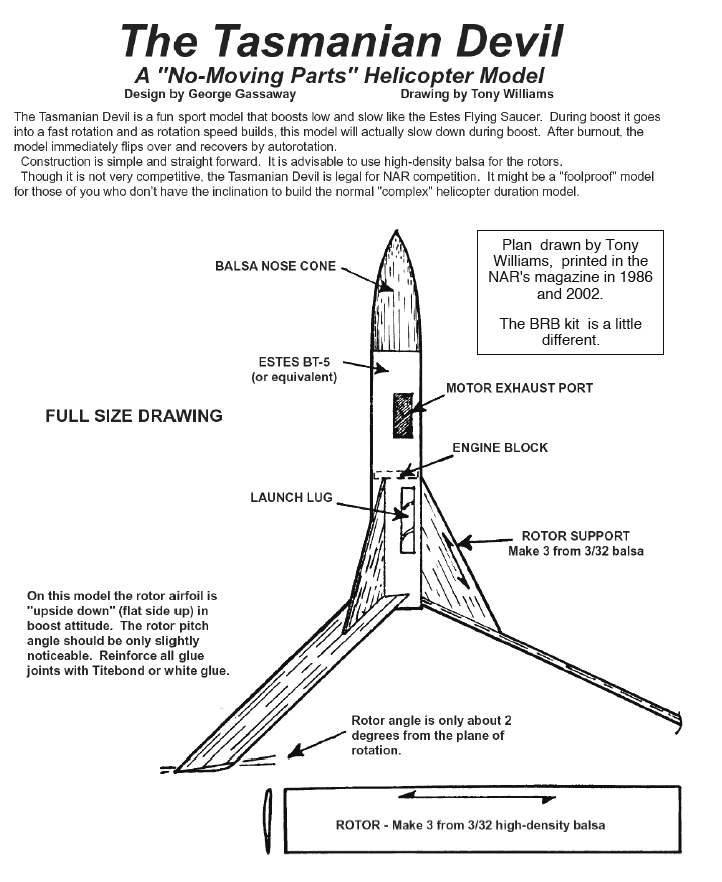 The Tasmanian Devil
A "No-Moving Parts" Helicopter Model
Design by George Gassaway Drawing by Tony Williams
The Tasmanian Devil is a fun sport model that boosts low and slow like the Estes Flying Saucer. During boost it goes
into a fast rotation and as rotation speed builds, this model will actually slow down during boost. After burnout, the
model immediately flips over and recovers by autorotation.
Construction is simple and straight forward. It is advisable to use high-density balsa for the rotors.
Though it is not very competitive, the Tasmanian Devil is legal for NAR competition. It might be a "foolproof" model
for those of you who don't have the inclination to build the normal "complex" helicopter duration model.
Plan drawn by Tony
Williams, printed in the
NAR's magazine in 1986
and 2002.
The BRB kit is a little
different.
BALSA NOSE CONE
ESTES BT-5
(or equivalent)
MOTOR EXHAUST PORT
FULL SIZE DRAWING
ENGINE BLOCK
LAUNCH LUG
ROTOR SUPPORT
Make 3 from 3/32 balsa
On this model the rotor airfoil is
"upside down" (flat side up) in
boost attitude. The rotor pitch
angle should be only slightly
noticeable. Reinforce all glue
joints with Titebond or white glue.
Rotor angle is only about 2
degrees from the plane of
rotation.
ROTOR - Make 3 from 3/32 high-density balsa